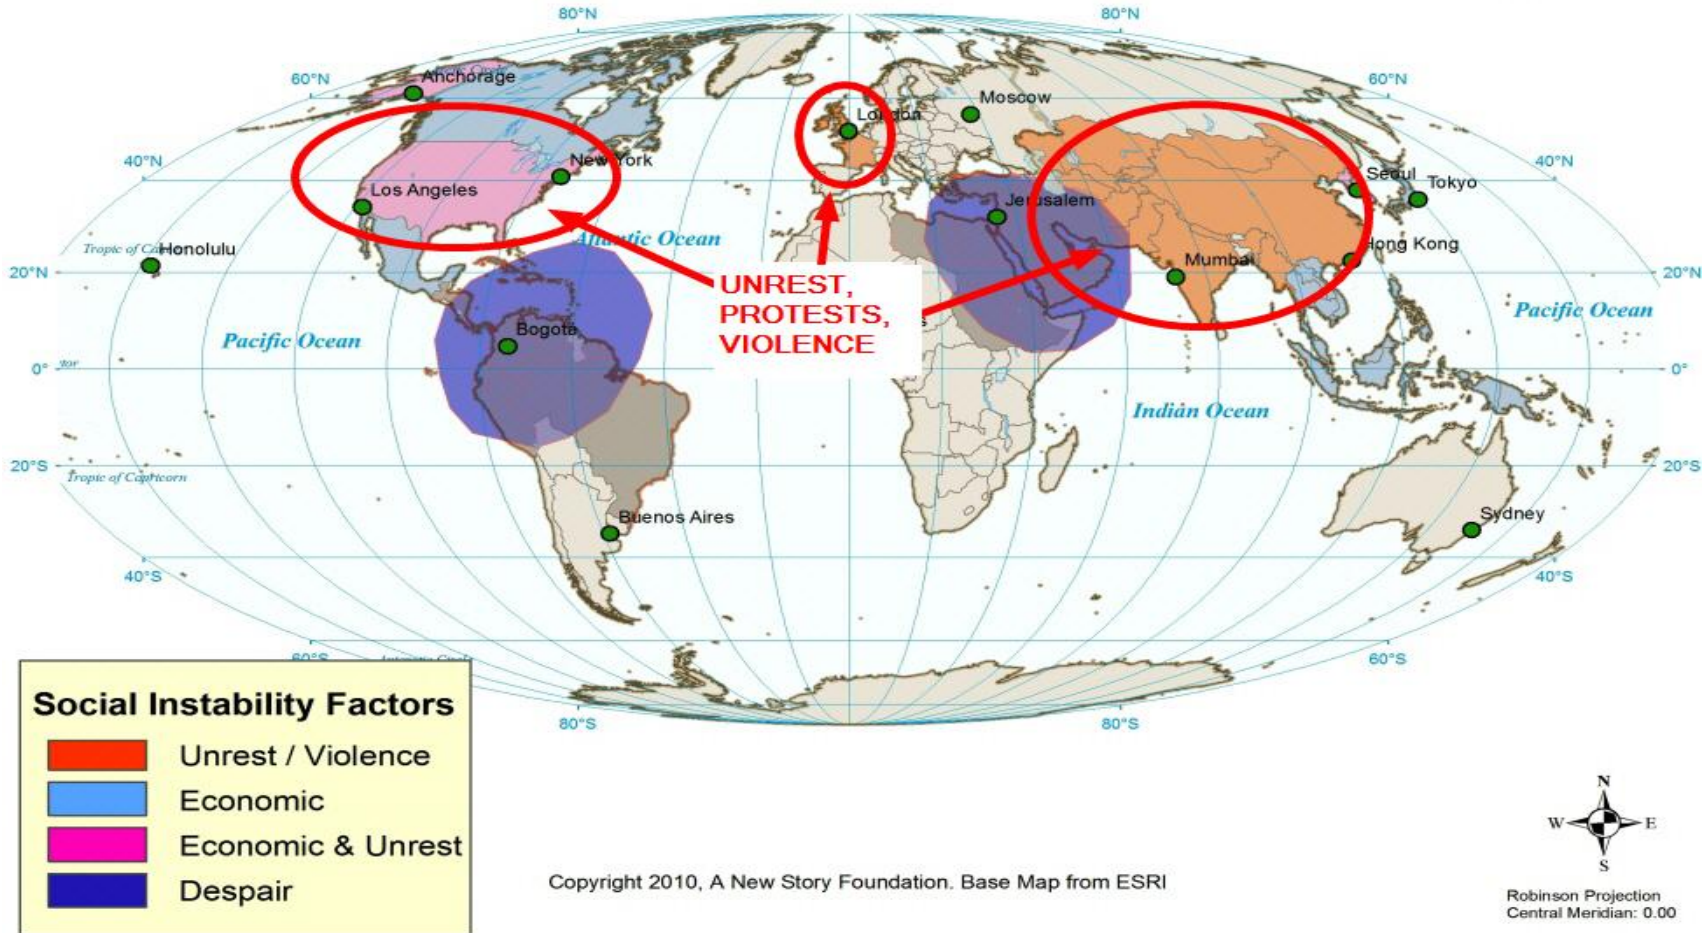 80°N
80°N
60°N
60°N
Anchorage
Moscow
London
40°N
40°N
New York
Los Angeles
Seoul
Tokyo
Jerusalem
Atlantic Ocean
Honolulu
Hong Kong
Mumbai
20°N
20°N
UNREST,
PROTESTS,
VIOLENCE
Pacific Ocean
Pacific Ocean
Bogota
0°
0°
Indian Ocean
20°S
20°S
Tropic of Capricorn
Buenos Aires
Sydney
40°S
40°S
60°S
60°S
80°S
80°S
Social Instability Factors
Unrest / Violence
Economic
Economic & Unrest
Despair
N
W
E
S
Copyright 2010, A New Story Foundation. Base Map from ESRI
Robinson Projection
Central Meridian: 0.00